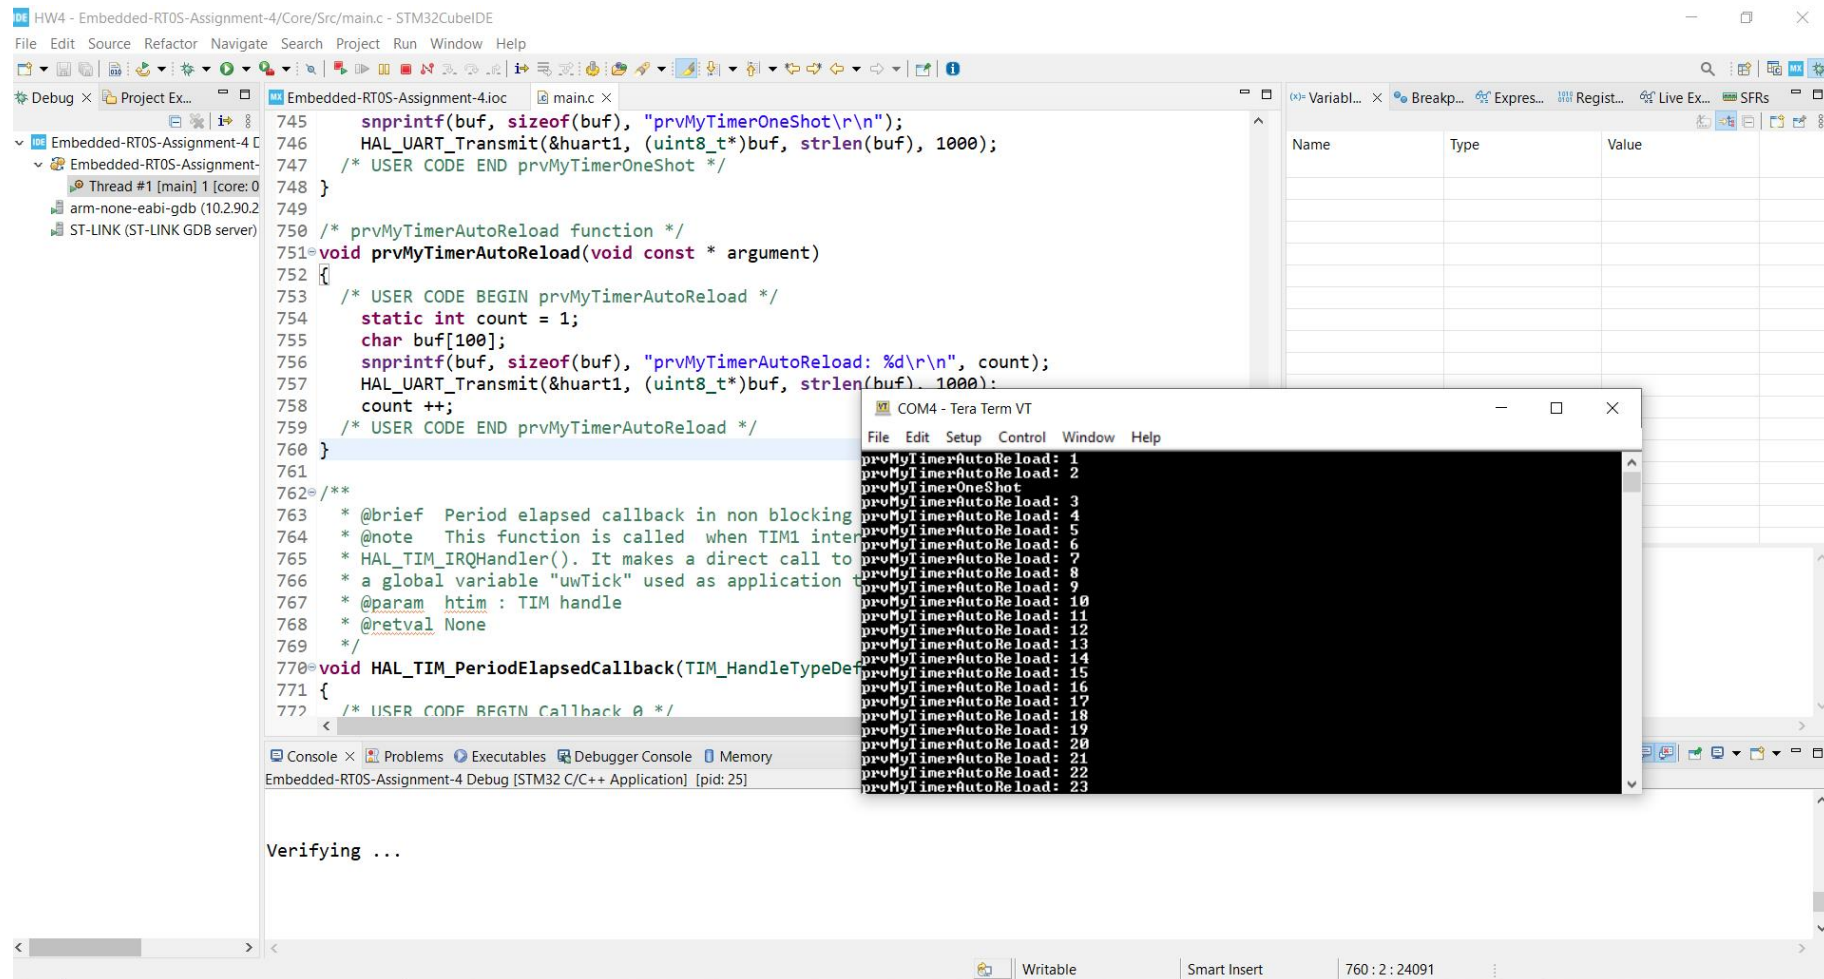 HW4 - Embedded-RT0S-Assignment-4/Core/Src/main.c - STM32CubeIDE
File Edit Source Refactor Navigate Search Project Run Window Help
Debug
Project Ex...
Embedded-RT0S-Assignment-4 D
Embedded-RT0S-Assignment-
Thread #1 [main] 1 [core: 0
arm-none-eabi-gdb (10.2.90.2
ST-LINK (ST-LINK GDB server)
Embedded-RT0S-Assignment-4.ioc
main.c
745 snprintf(buf, sizeof(buf), "prvMyTimerOneShot\r\n");
746 HAL_UART_Transmit(&huart1, (uint8_t*)buf, strlen(buf), 1000);
747 /* USER CODE END prvMyTimerOneShot */
748 }
749
750 /* prvMyTimerAutoReload function */
751 void prvMyTimerAutoReload(void const * argument)
752 {
753 /* USER CODE BEGIN prvMyTimerAutoReload */
754 static int count = 1;
755 char buf[100];
756 snprintf(buf, sizeof(buf), "prvMyTimerAutoReload: %d\r\n", count);
757 HAL_UART_Transmit(&huart1, (uint8_t*)buf, strlen(buf), 1000);
758 count ++;
759 /* USER CODE END prvMyTimerAutoReload */
760 }
761
762 /**
763 * @brief Period elapsed callback in non blocking
764 * @note This function is called when TIM1 inter
765 * HAL_TIM_IRQHandler(). It makes a direct call to
766 * a global variable "uwTick" used as application t
767 * @param htim : TIM handle
768 * @retval None
769 */
770 void HAL_TIM_PeriodElapsedCallback(TIM_HandleTypeDef
771 {
772 /* USER CODE BEGIN Callback 0 */
Variabl... Breakp... Expres... Regist... Live Ex... SFRs
Name Type Value
COM4 - Tera Term VT
File Edit Setup Control Window Help
prvMyTimerAutoReload: 1
prvMyTimerAutoReload: 2
prvMyTimerOneShot
prvMyTimerAutoReload: 3
prvMyTimerAutoReload: 4
prvMyTimerAutoReload: 5
prvMyTimerAutoReload: 6
prvMyTimerAutoReload: 7
prvMyTimerAutoReload: 8
prvMyTimerAutoReload: 9
prvMyTimerAutoReload: 10
prvMyTimerAutoReload: 11
prvMyTimerAutoReload: 12
prvMyTimerAutoReload: 13
prvMyTimerAutoReload: 14
prvMyTimerAutoReload: 15
prvMyTimerAutoReload: 16
prvMyTimerAutoReload: 17
prvMyTimerAutoReload: 18
prvMyTimerAutoReload: 19
prvMyTimerAutoReload: 20
prvMyTimerAutoReload: 21
prvMyTimerAutoReload: 22
prvMyTimerAutoReload: 23
Console Problems Executables Debugger Console Memory
Embedded-RT0S-Assignment-4 Debug [STM32 C/C++ Application] [pid: 25]
Verifying ...
Writable Smart Insert 760 : 2 : 24091